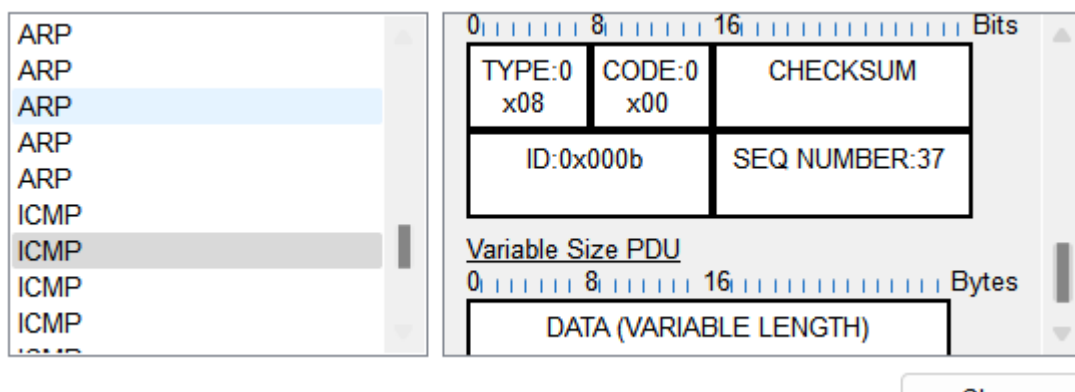 ARP
ARP
ARP
ARP
ARP
ICMP
ICMP
ICMP
ICMP
0 8 16 Bits
TYPE:0 CODE:0 CHECKSUM
x08 x00
ID:0x000b SEQ NUMBER:37
Variable Size PDU
0 8 16 Bytes
DATA (VARIABLE LENGTH)